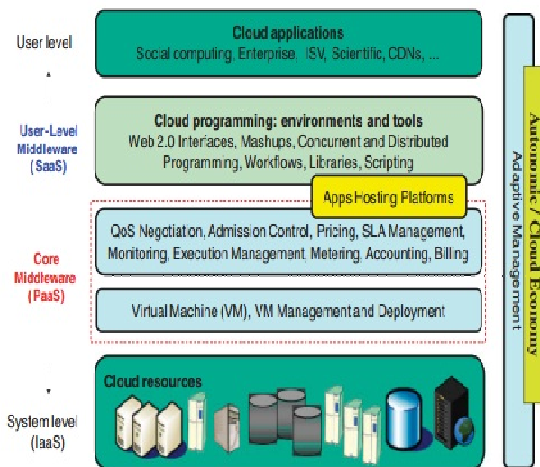 User level
Cloud applications
Social computing, Enterprise, ISV, Scientific, CDNs, ...
User-Level
Middleware
(SaaS)
Cloud programming: environments and tools
Web 2.0 Interfaces, Mashups, Concurrent and Distributed
Programming, Workflows, Libraries, Scripting
Apps Hosting Platforms
Core
Middleware
(PaaS)
QoS Negotiation, Admission Control, Pricing, SLA Management,
Monitoring, Execution Management, Metering, Accounting, Billing
Virtual Machine (VM), VM Management and Deployment
Cloud resources
System level
(IaaS)
Adaptive Management
Autonomic / Cloud Economy